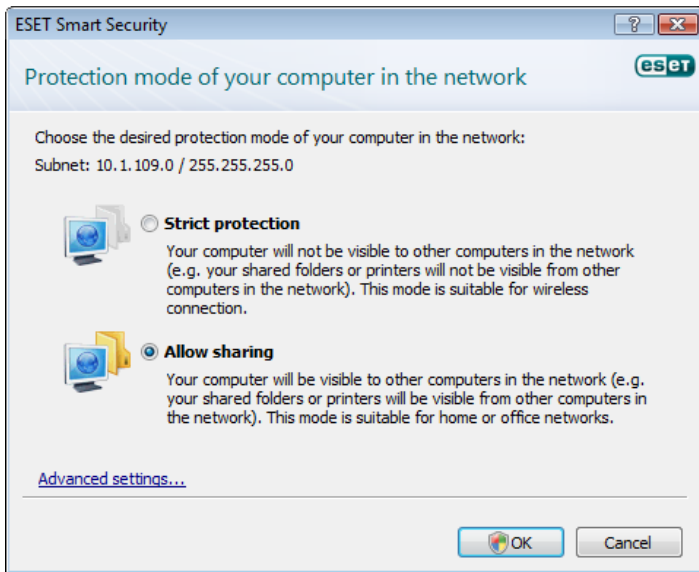 ESET Smart Security
Protection mode of your computer in the network
eseT
Choose the desired protection mode of your computer in the network:
Subnet: 10.1.109.0 / 255.255.255.0
Strict protection
Your computer will not be visible to other computers in the network
(e.g. your shared folders or printers will not be visible from other
computers in the network). This mode is suitable for wireless
connection.
Allow sharing
Your computer will be visible to other computers in the network (e.g.
your shared folders or printers will be visible from other computers in
the network). This mode is suitable for home or office networks.
Advanced settings...
OK
Cancel